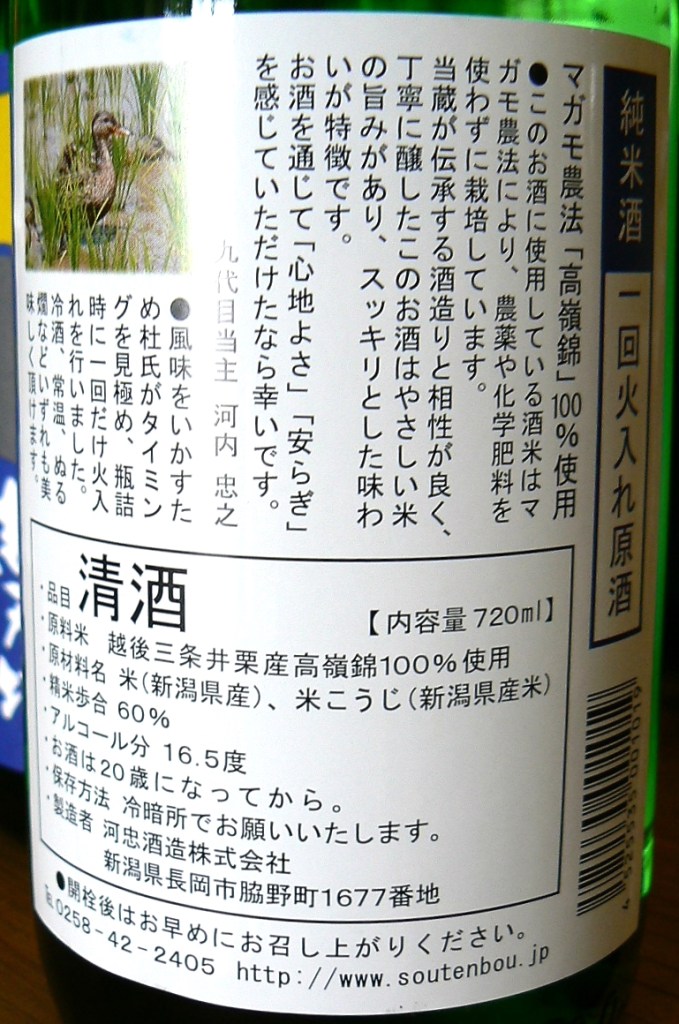 純米酒
一回火入れ原酒
マガモ農法「高嶺錦」100%使用
●このお酒に使用している酒米はマ
ガモ農法により、農薬や化学肥料を
使わずに栽培しています。
当蔵が伝承する酒造りと相性が良く、
丁寧に醸したこのお酒はやさしい米
の旨みがあり、スッキリとした味わ
いが特徴です。
お酒を通じて「心地よさ」「安らぎ」
を感じていただけたなら幸いです。
九代目当主 河内 忠之
●風味をいかすた
め杜氏がタイミン
グを見極め、瓶詰
時に一回だけ火入
れを行いました。
冷酒、常温、ぬる
燗などいずれも美
味しく頂けます。
・品目 清酒 【内容量 720ml】
・原料米 越後三条井栗産高嶺錦100%使用
・原材料名 米(新潟県産)、米こうじ(新潟県産米)
・精米歩合 60%
・アルコール分 16.5度
・お酒は20歳になってから。
・保存方法 冷暗所でお願いいたします。
・製造者 河忠酒造株式会社
新潟県長岡市脇野町1677番地
●開栓後はお早めにお召し上がりください。
℡0258-42-2405 http://www.soutenbou.jp
4 525535 001019